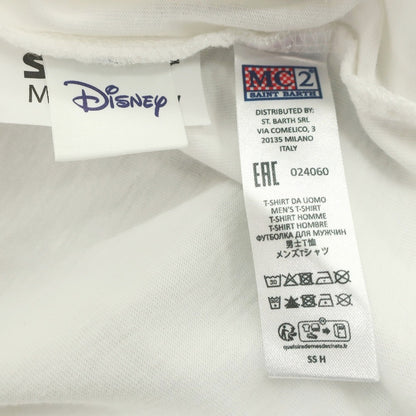 Disney
MC2
SAINT BARTH
DISTRIBUTED BY:
ST. BARTH SRL
VIA COMELICO, 3
20135 MILANO
ITALY
EAC 024060
T-SHIRT DA UOMO
MEN'S T-SHIRT
T-SHIRT HOMME
T-SHIRT HOMBRE
ФУТБОЛКА ДЛЯ МУЖЧИН
男士T恤
メンズTシャツ
quefairedemesdechets.fr
SS H